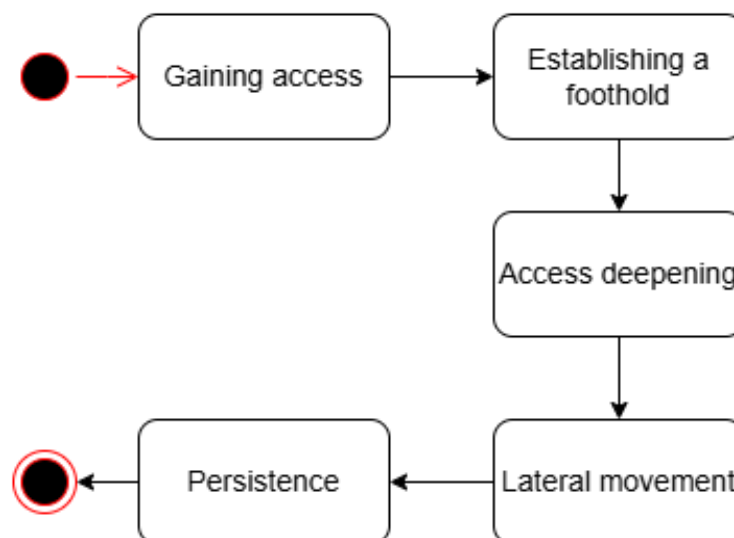 Gaining access
Establishing a
foothold
Access deepening
Lateral movement
Persistence